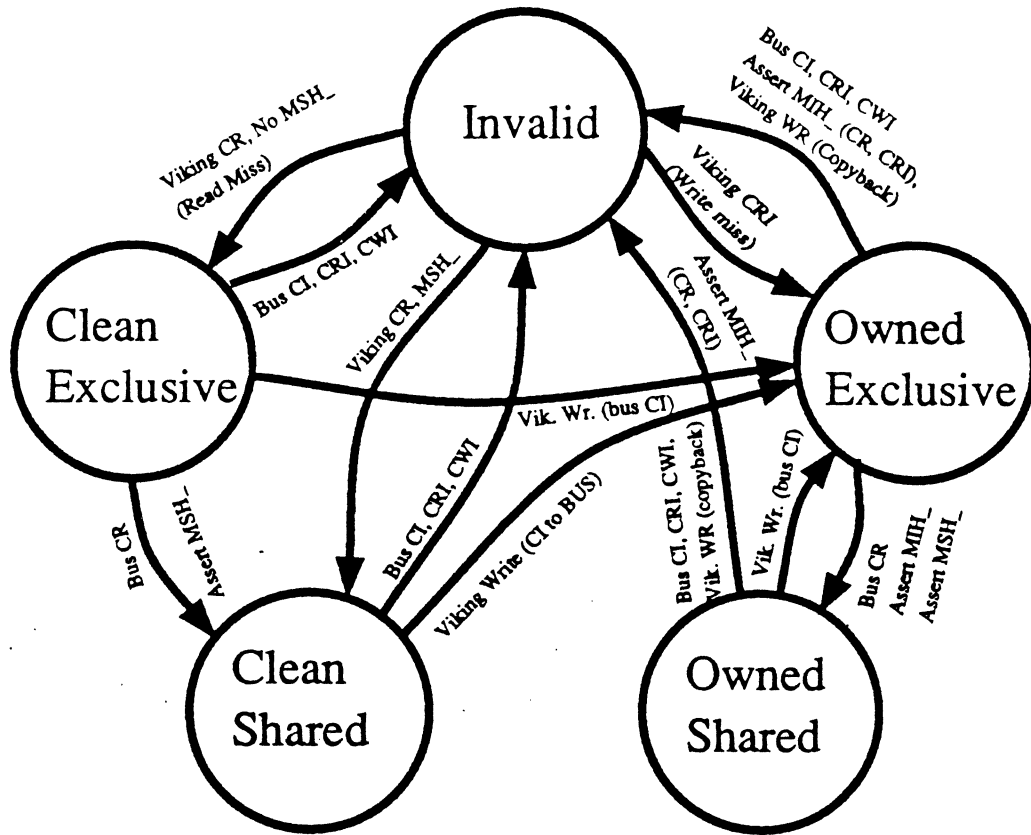 Invalid
Bus CI, CRI, CWI
Assert MIH_ (CR, CRI),
Viking WR (Copyback)
Viking CR, No MSH_
(Read Miss)
Viking CRI
(Write miss)
Bus CI, CRI, CWI
Viking CR, MSH_
Assert MIH_
(CR, CRI)
Clean
Exclusive
Owned
Exclusive
Vik. Wr. (bus CI)
Bus CR
Assert MSH_
Bus CI, CRI, CWI
Viking Write (CI to BUS)
Bus CI, CRI, CWI,
Vik. WR (copyback)
Vik. Wr. (bus CI)
Bus CR
Assert MIH_
Assert MSH_
Clean
Shared
Owned
Shared